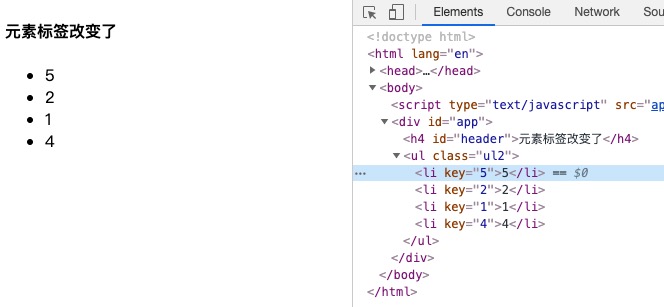 元素标签改变了
5
2
1
4
Elements Console Network Sou
<!doctype html>
<html lang="en">
<head>…</head>
<body>
<script type="text/javascript" src="ap
<div id="app">
<h4 id="header">元素标签改变了</h4>
<ul class="ul2">
<li key="5">5</li> == $0
<li key="2">2</li>
<li key="1">1</li>
<li key="4">4</li>
</ul>
</div>
</body>
</html>